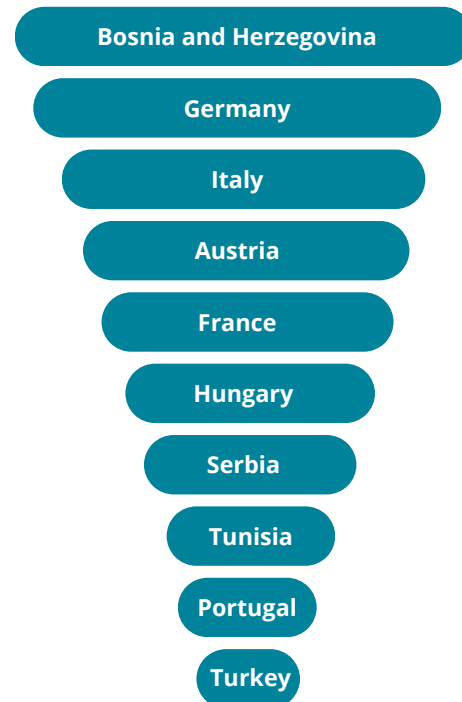 Bosnia and Herzegovina
Germany
Italy
Austria
France
Hungary
Serbia
Tunisia
Portugal
Turkey